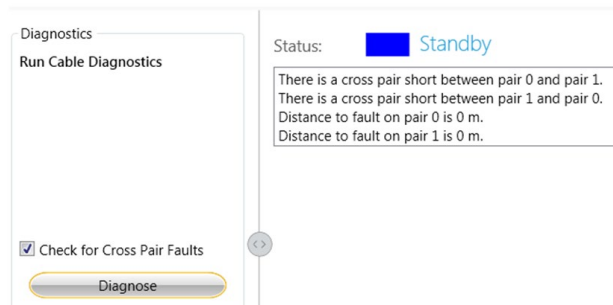 Diagnostics
Run Cable Diagnostics
Check for Cross Pair Faults
Diagnose
Status:
Standby
There is a cross pair short between pair 0 and pair 1.
There is a cross pair short between pair 1 and pair 0.
Distance to fault on pair 0 is 0 m.
Distance to fault on pair 1 is 0 m.